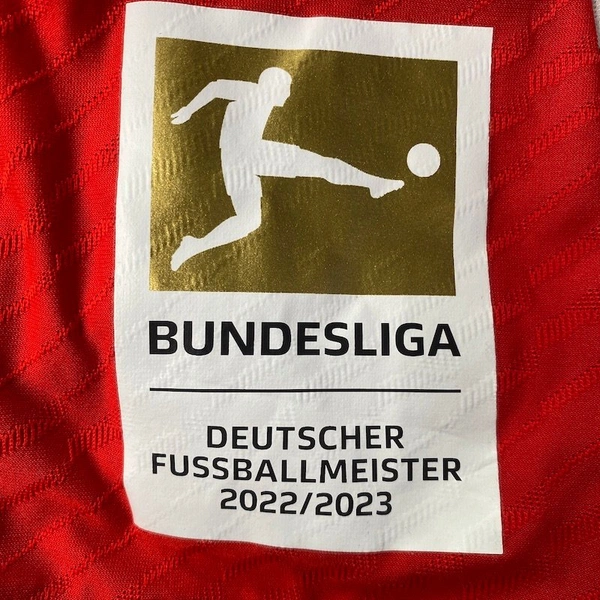 BUNDESLIGA
DEUTSCHER
FUSSBALLMEISTER
2022/2023